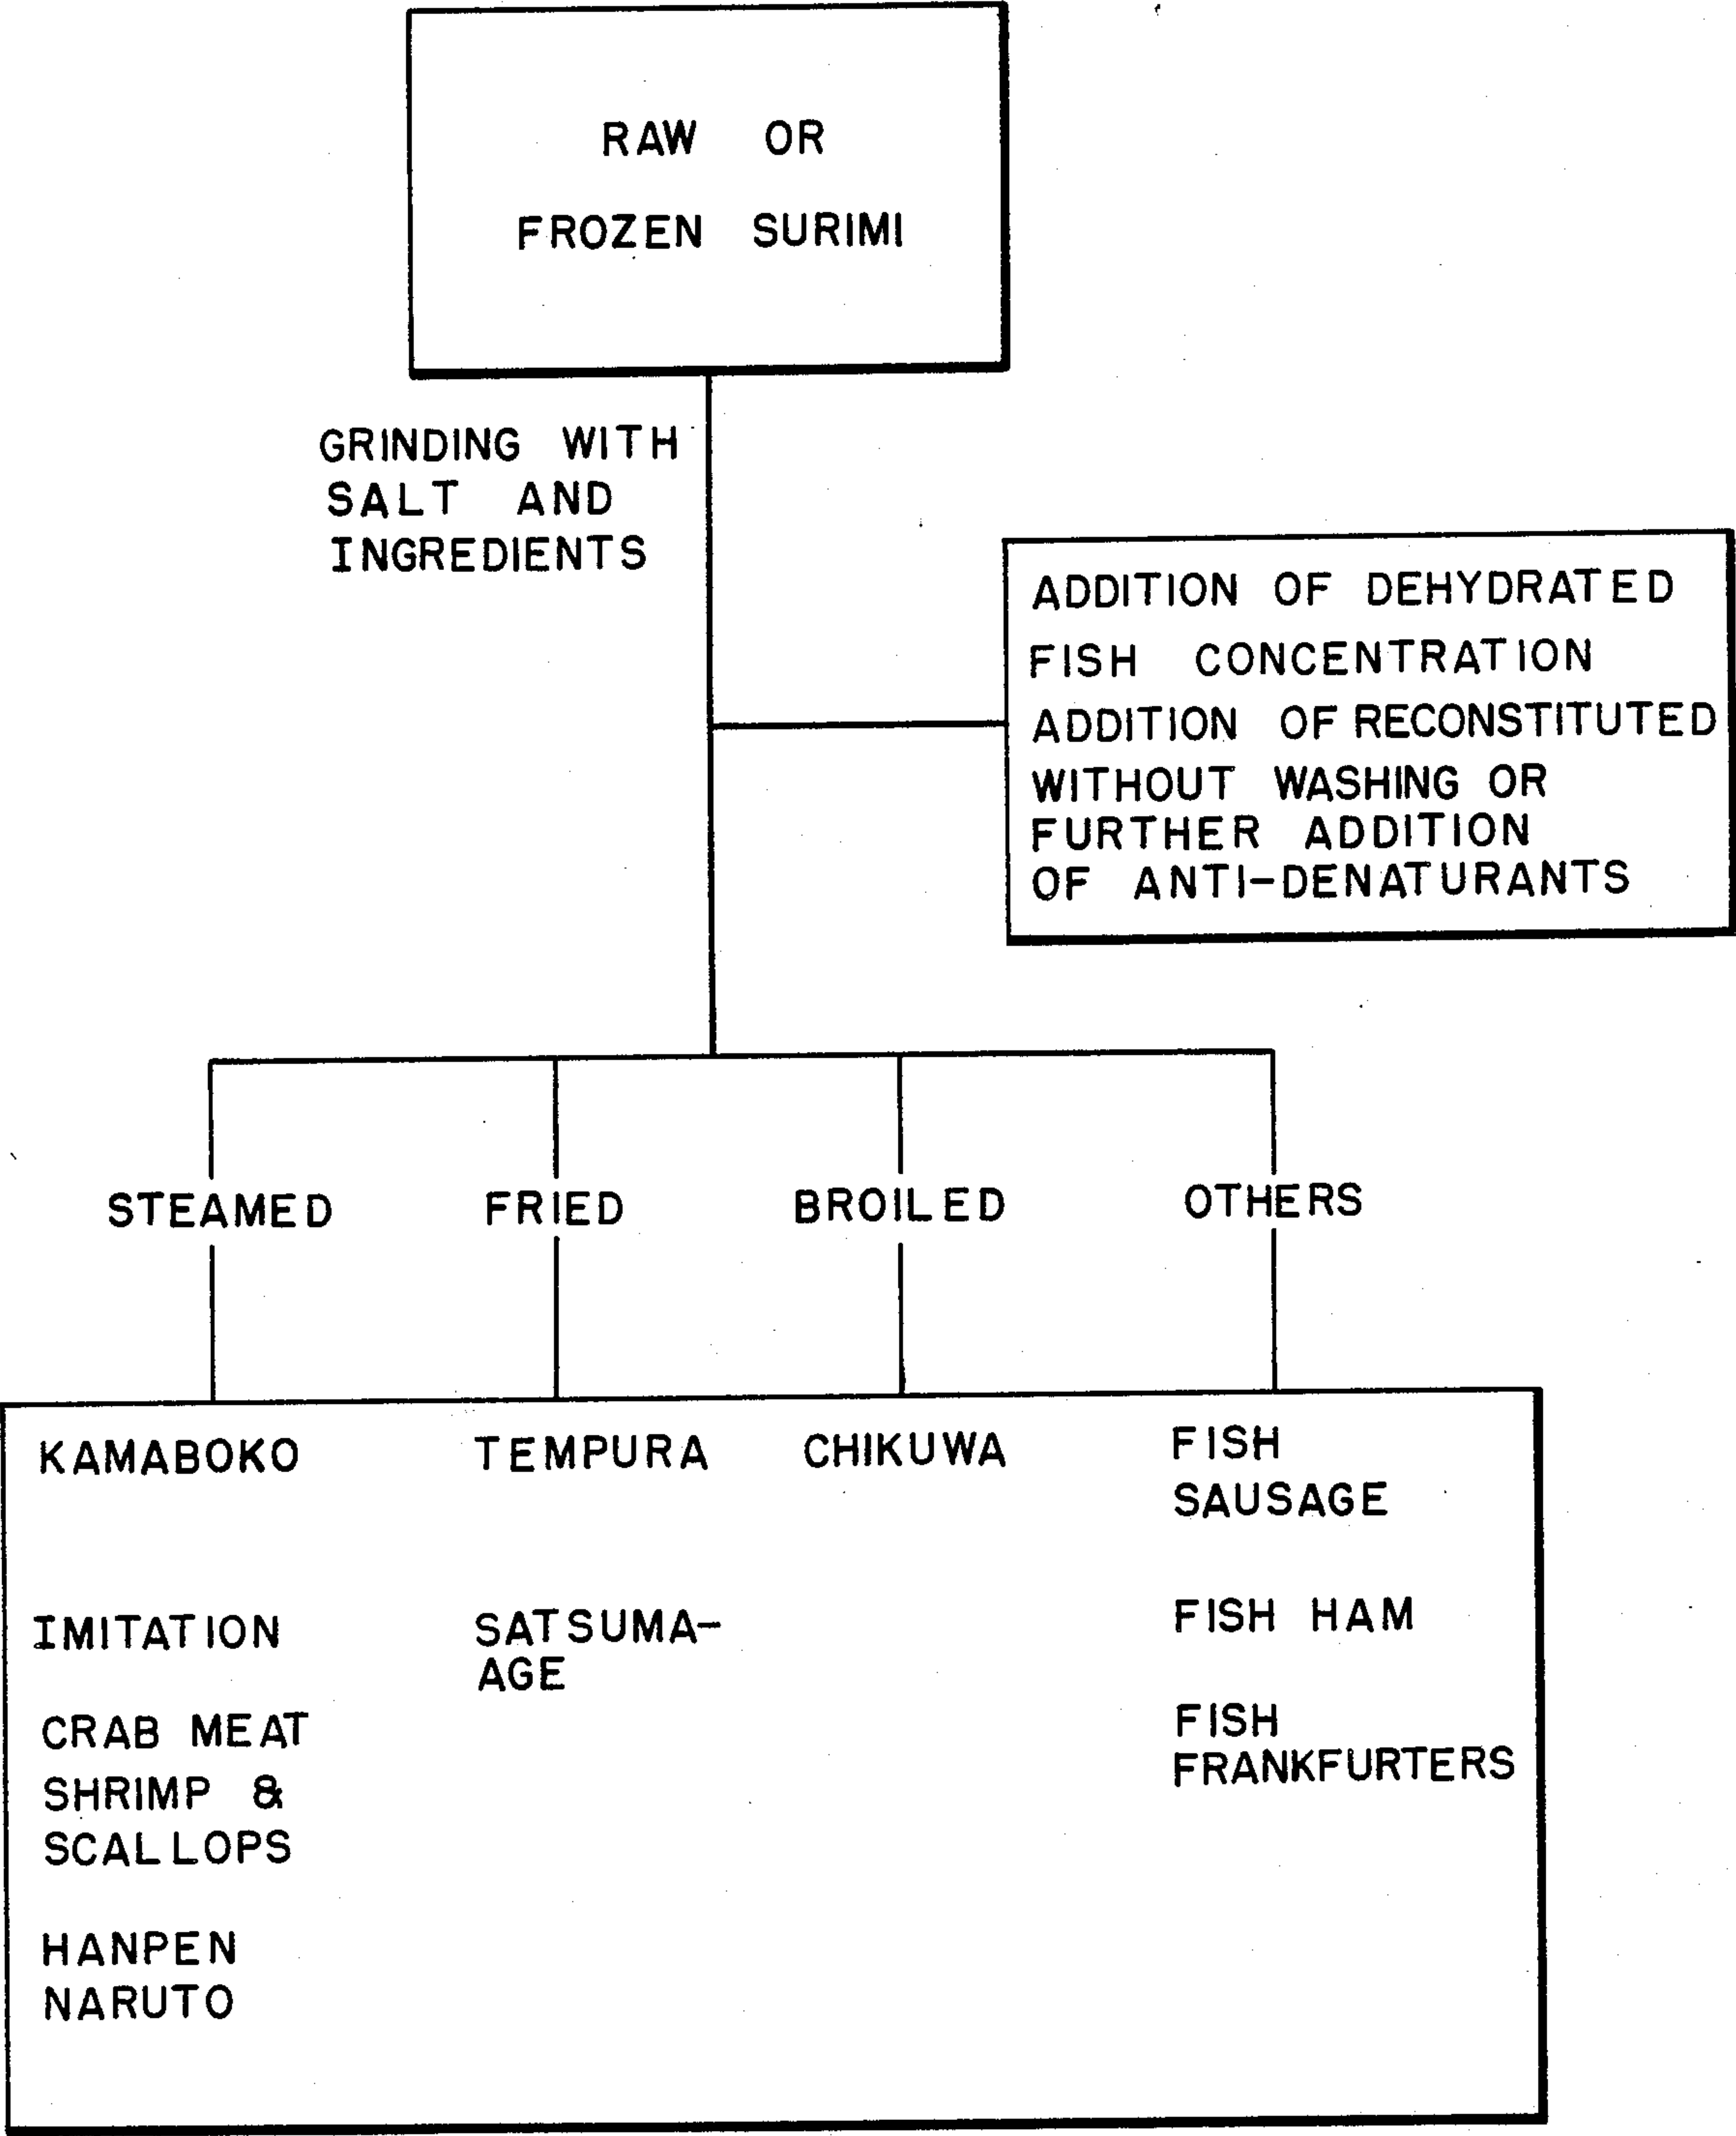 RAW OR
FROZEN SURIMI
GRINDING WITH
SALT AND
INGREDIENTS
ADDITION OF DEHYDRATED
FISH CONCENTRATION
ADDITION OF RECONSTITUTED
WITHOUT WASHING OR
FURTHER ADDITION
OF ANTI-DENATURANTS
STEAMED
FRIED
BROILED
OTHERS
KAMABOKO
IMITATION
CRAB MEAT
SHRIMP &
SCALLOPS
HANPEN
NARUTO
TEMPURA
SATSUMA-
AGE
CHIKUWA
FISH
SAUSAGE
FISH HAM
FISH
FRANKFURTERS